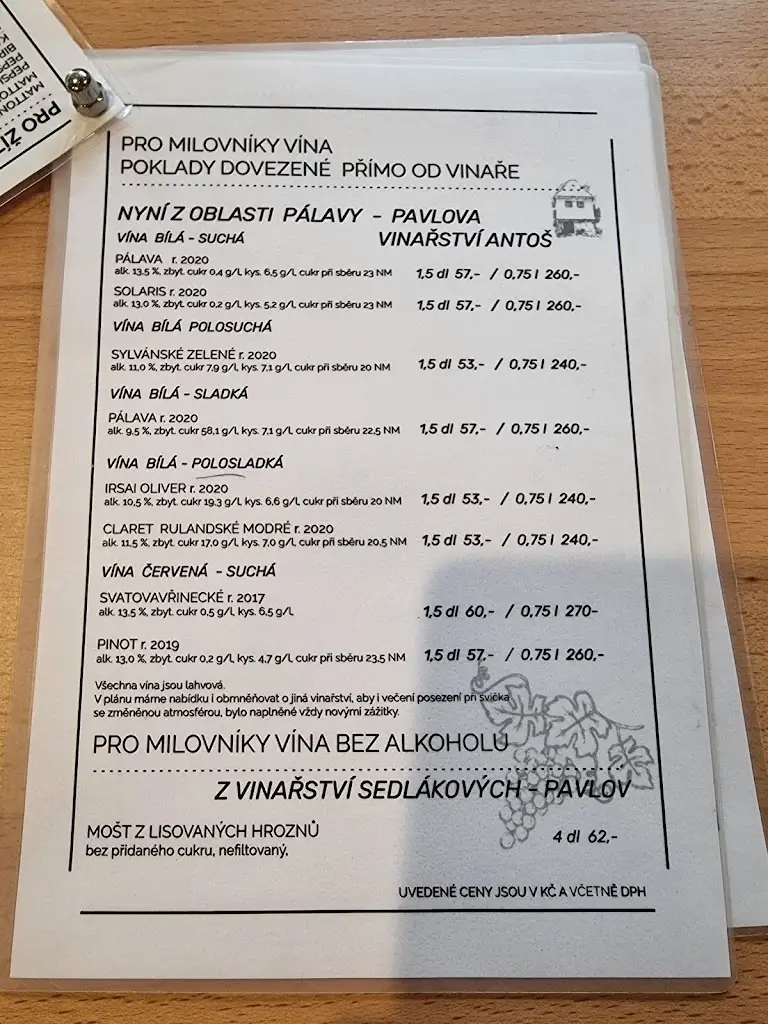 PRO ŽÍ
MATTO
PEPS
MATTON
PEPS
PRO MILOVNÍKY VÍNA
POKLADY DOVEZENÉ PŘÍMO OD VINAŘE
NYNÍ Z OBLASTI PÁLAVY - PAVLOVA
VÍNA BÍLÁ - SUCHÁ VINAŘSTVÍ ANTOŠ
PÁLAVA r. 2020
alk. 13,5 %, zbyt. cukr 0,4 g/l, kys. 6,5 g/l, cukr při sběru 23 NM 1,5 dl 57,- / 0,75 l 260,-
SOLARIS r. 2020
alk. 13,0 %, zbyt. cukr 0,2 g/l, kys. 5,2 g/l, cukr při sběru 23 NM 1,5 dl 57,- / 0,75 l 260,-
VÍNA BÍLÁ POLOSUCHÁ
SYLVÁNSKÉ ZELENÉ r. 2020
alk. 11,0 %, zbyt. cukr 7,9 g/l, kys. 7,1 g/l, cukr při sběru 20 NM 1,5 dl 53,- / 0,75 l 240,-
VÍNA BÍLÁ - SLADKÁ
PÁLAVA r. 2020
alk. 9,5 %, zbyt. cukr 58,1 g/l, kys. 7,1 g/l, cukr při sběru 22,5 NM 1,5 dl 57,- / 0,75 l 260,-
VÍNA BÍLÁ - POLOSLADKÁ
IRSAI OLIVER r. 2020
alk. 10,5 %, zbyt. cukr 19,3 g/l, kys. 6,6 g/l, cukr při sběru 20 NM 1,5 dl 53,- / 0,75 l 240,-
CLARET RULANDSKÉ MODRÉ r. 2020
alk. 11,5 %, zbyt. cukr 17,0 g/l, kys. 7,0 g/l, cukr při sběru 20,5 NM 1,5 dl 53,- / 0,75 l 240,-
VÍNA ČERVENÁ - SUCHÁ
SVATOVAVŘINECKÉ r. 2017
alk. 13,5 %, zbyt. cukr 0,5 g/l, kys. 6,5 g/l, 1,5 dl 60,- / 0,75 l 270-
PINOT r. 2019
alk. 13,0 %, zbyt. cukr 0,2 g/l, kys. 4,7 g/l, cukr při sběru 23,5 NM 1,5 dl 57,- / 0.75 l 260,-
Všechna vína jsou lahvová.
V plánu máme nabídku i obmněňovat o jiná vinařství, aby i večení posezení při svíčka
se změněnou atmosférou, bylo naplněné vždy novými zážitky.
PRO MILOVNÍKY VÍNA BEZ ALKOHOLU
Z VINAŘSTVÍ SEDLÁKOVÝCH - PAVLOV
MOŠT Z LISOVANÝCH HROZNŮ 4 dl 62,-
bez přidaného cukru, nefiltovaný,
UVEDENÉ CENY JSOU V KČ A VČETNĚ DPH